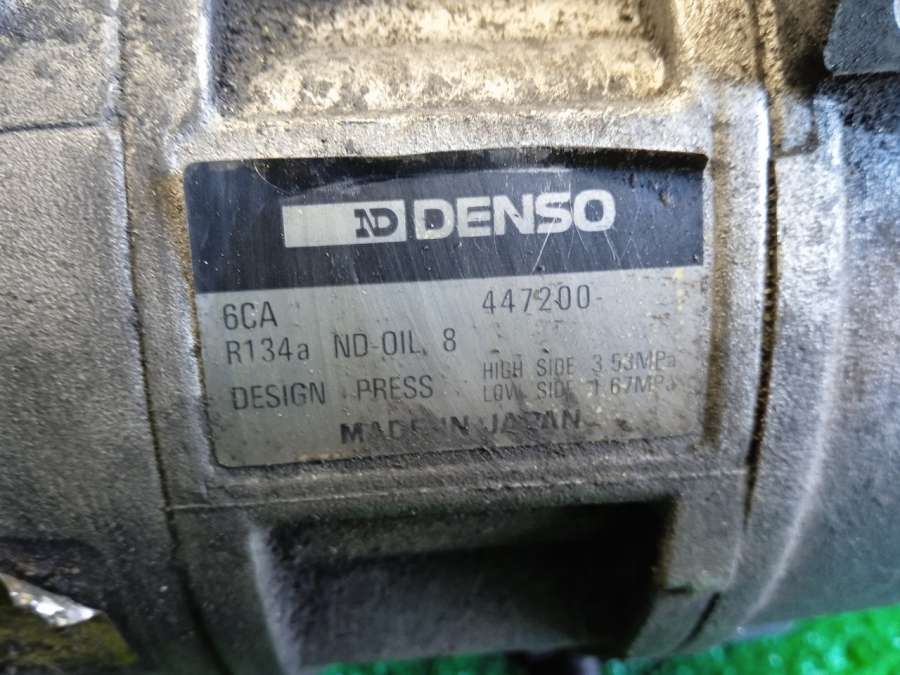 ND DENSO
6CA 447200-
R134a ND-OIL 8
HIGH SIDE 3.53MPa
DESIGN PRESS LOW SIDE 1.67MPa
MADE IN JAPAN